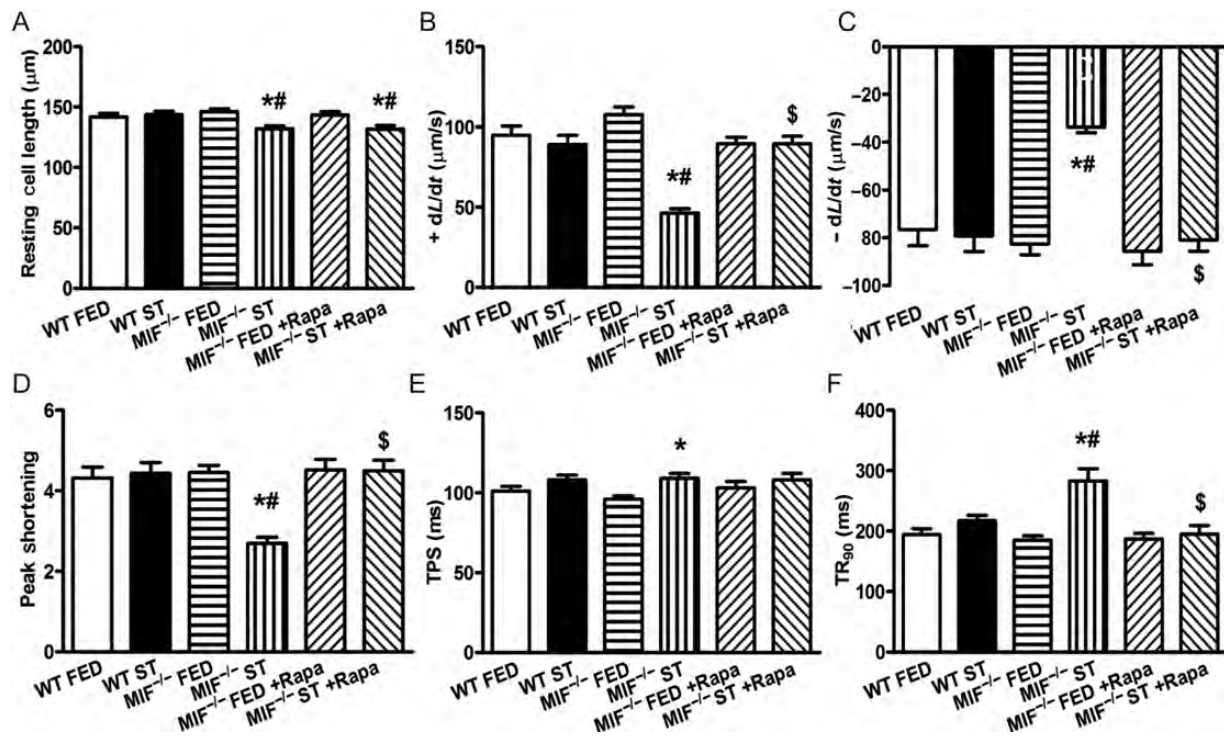 A
Resting cell length (μm)
200
150
100
50
0
*#
*#
WT FED
WT ST
MIF⁻/⁻ FED
MIF⁻/⁻ ST
MIF⁻/⁻ FED +Rapa
MIF⁻/⁻ ST +Rapa
B
+ dL/dt (μm/s)
150
100
50
0
*#
$
WT FED
WT ST
MIF⁻/⁻ FED
MIF⁻/⁻ ST
MIF⁻/⁻ FED +Rapa
MIF⁻/⁻ ST +Rapa
C
– dL/dt (μm/s)
0
–20
–40
–60
–80
–100
*#
$
WT FED
WT ST
MIF⁻/⁻ FED
MIF⁻/⁻ ST
MIF⁻/⁻ FED +Rapa
MIF⁻/⁻ ST +Rapa
D
Peak shortening
6
4
2
0
*#
$
WT FED
WT ST
MIF⁻/⁻ FED
MIF⁻/⁻ ST
MIF⁻/⁻ FED +Rapa
MIF⁻/⁻ ST +Rapa
E
TPS (ms)
150
100
50
0
*
WT FED
WT ST
MIF⁻/⁻ FED
MIF⁻/⁻ ST
MIF⁻/⁻ FED +Rapa
MIF⁻/⁻ ST +Rapa
F
TR₉₀ (ms)
400
300
200
100
0
*#
$
WT FED
WT ST
MIF⁻/⁻ FED
MIF⁻/⁻ ST
MIF⁻/⁻ FED +Rapa
MIF⁻/⁻ ST +Rapa